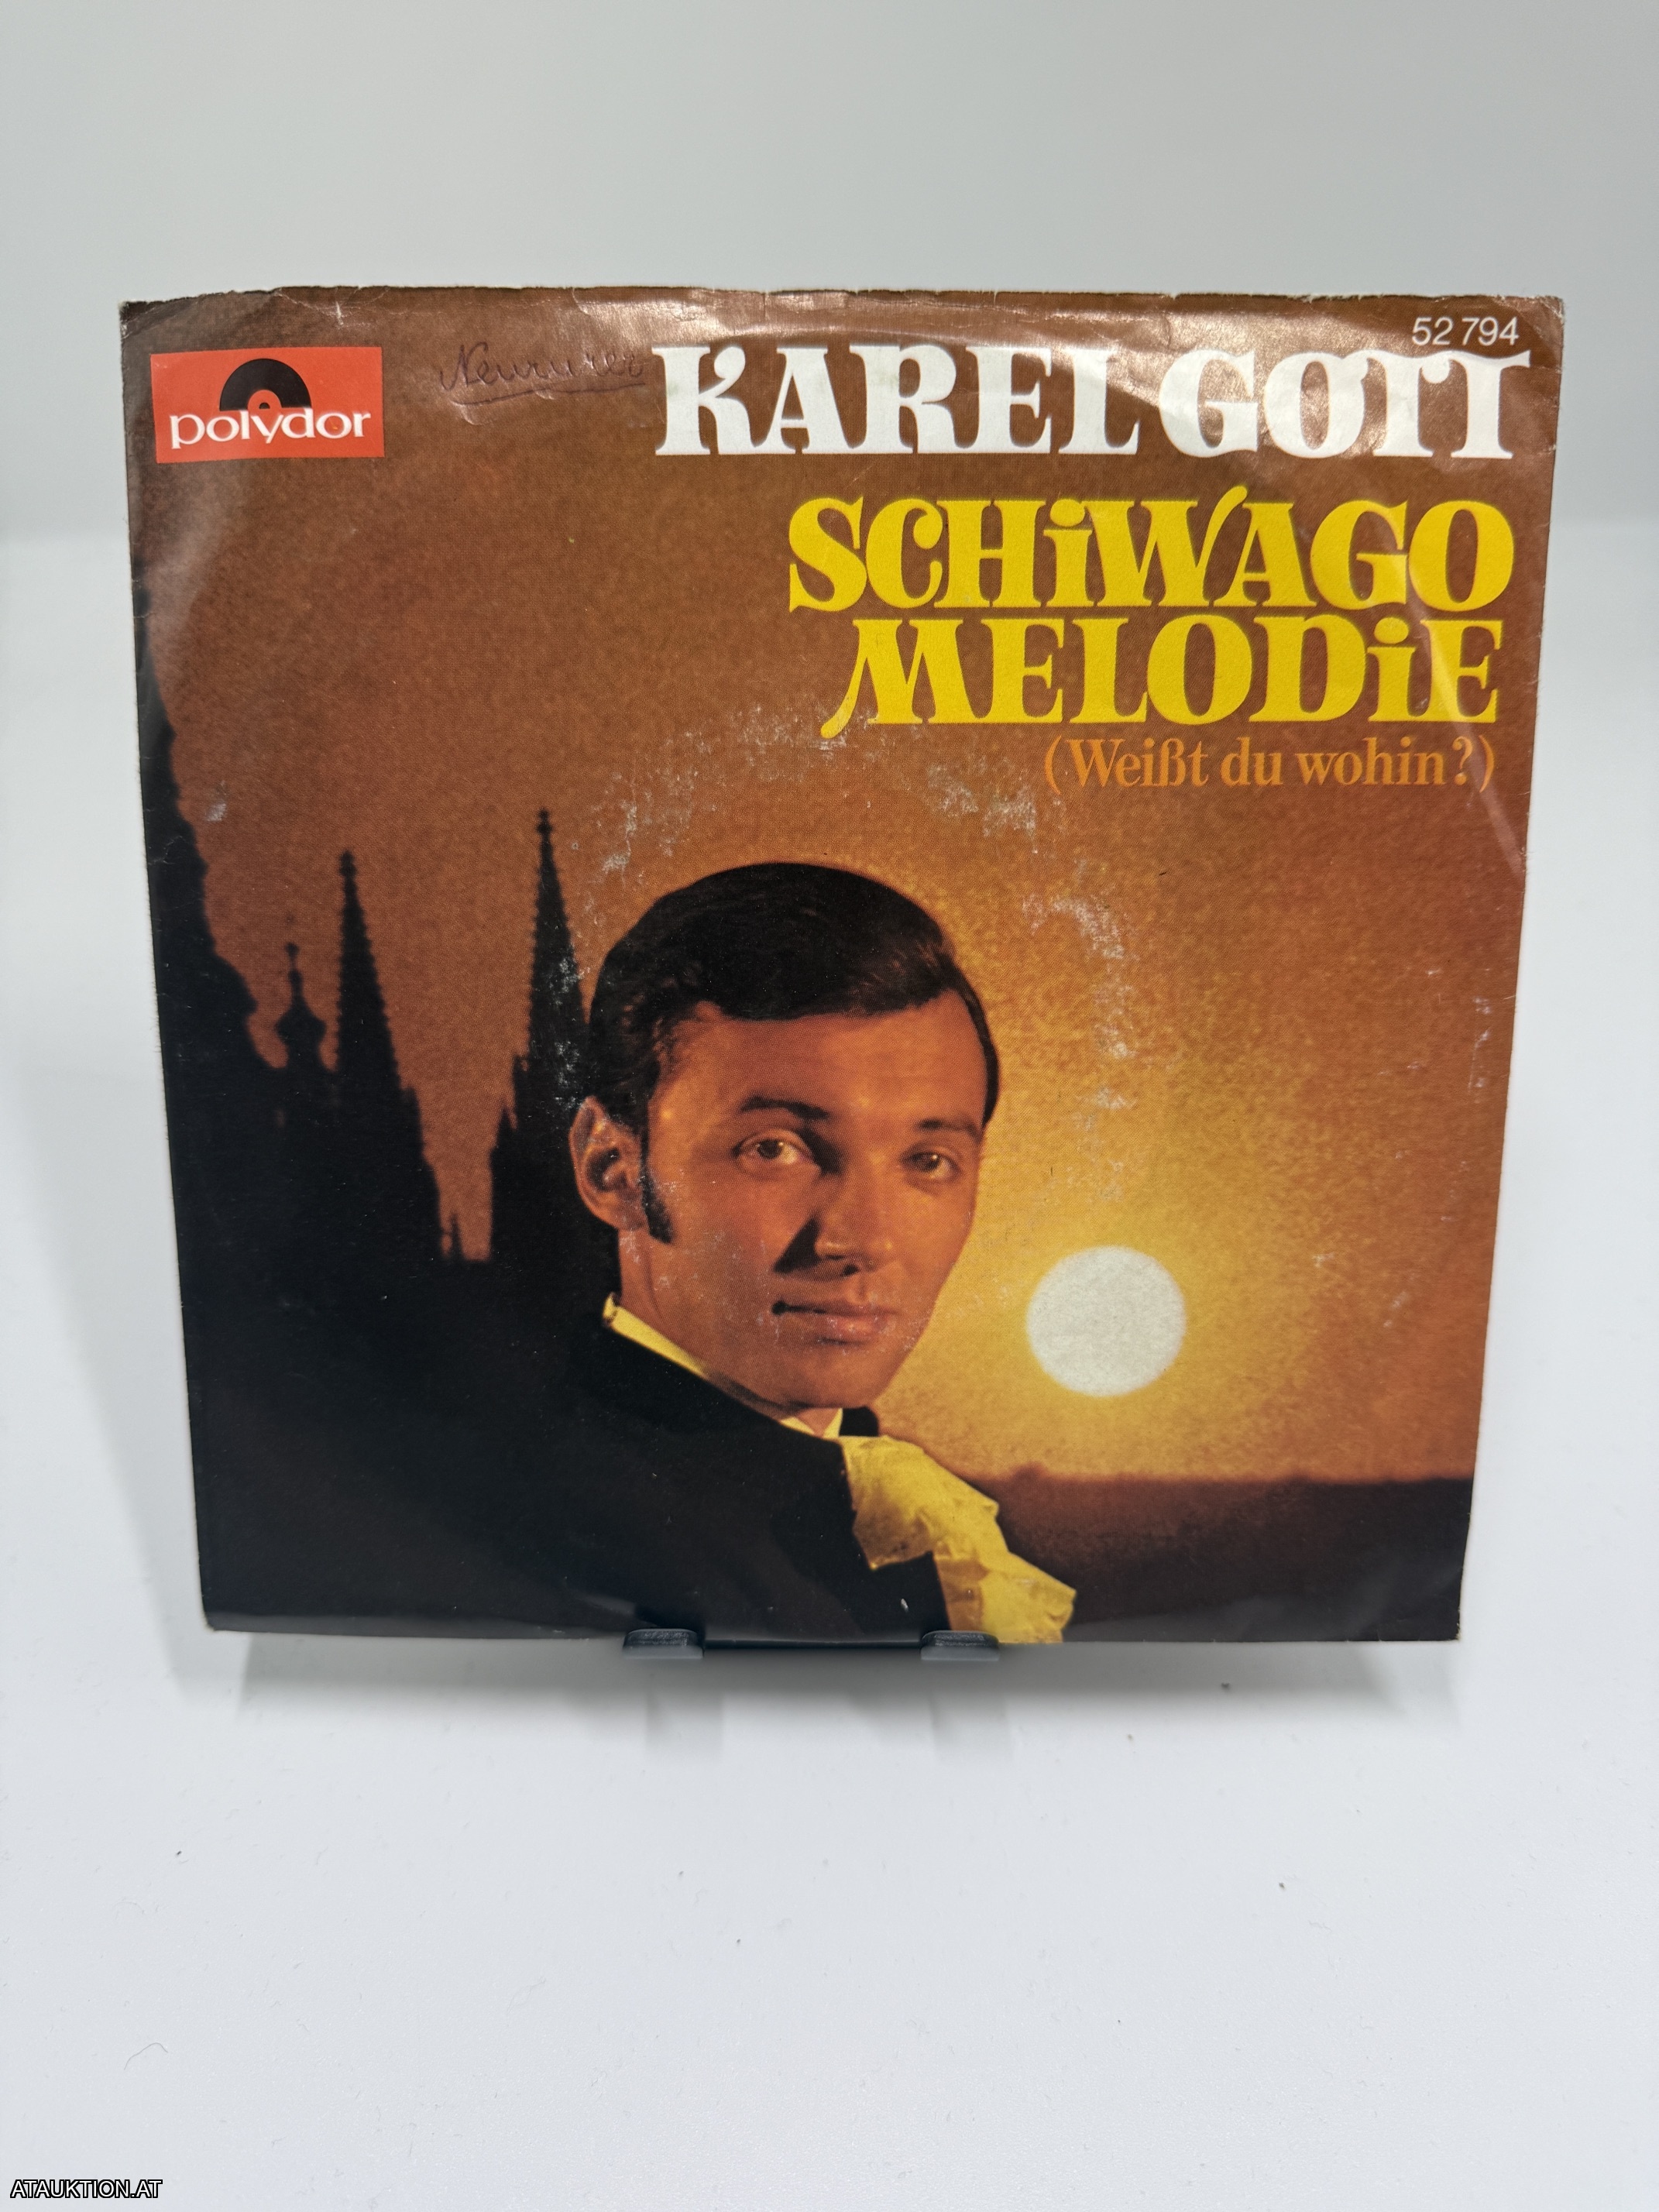 52 794
polydor
KAREL GOTT
SCHiWAGO
MELODiE
(Weißt du wohin?)
ATAUKTION.AT